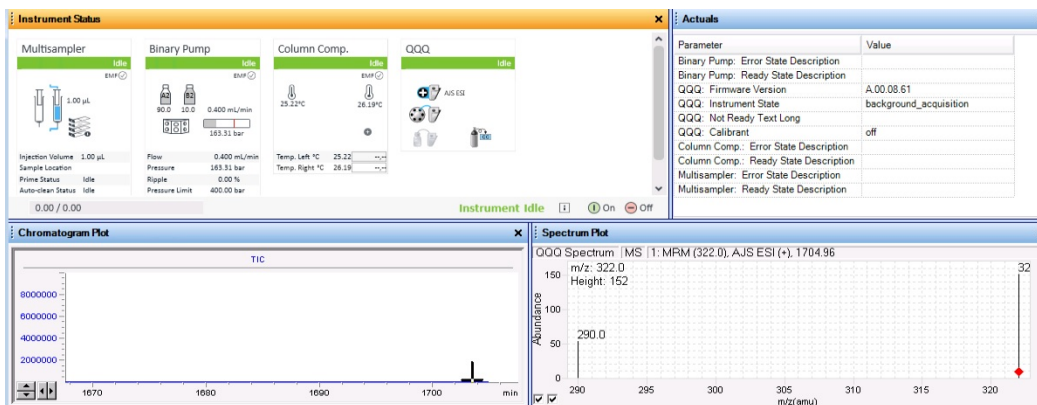 Instrument Status
Multisampler
Idle
EMF
1.00 µL
Injection Volume 1.00 µL
Sample Location
Prime Status Idle
Auto-clean Status Idle
Binary Pump
Idle
EMF
A2 B2
90.0 10.0 0.400 mL/min
163.31 bar
Flow 0.400 mL/min
Pressure 163.31 bar
Ripple 0.00 %
Pressure Limit 400.00 bar
Column Comp.
Idle
EMF
25.22°C 26.19°C
Temp. Left °C 25.22 --.--
Temp. Right °C 26.19 --.--
QQQ
Idle
AJS ESI
0.00 / 0.00
Instrument Idle On Off
Actuals
Parameter Value
Binary Pump: Error State Description
Binary Pump: Ready State Description
QQQ: Firmware Version A.00.08.61
QQQ: Instrument State background_acquisition
QQQ: Not Ready Text Long
QQQ: Calibrant off
Column Comp.: Error State Description
Column Comp.: Ready State Description
Multisampler: Error State Description
Multisampler: Ready State Description
Chromatogram Plot
TIC
8000000
6000000
4000000
2000000
1670 1680 1690 1700 min
Spectrum Plot
QQQ Spectrum MS 1: MRM (322.0), AJS ESI (+), 1704.96
m/z: 322.0
Height: 152
32
290.0
Abundance
150
100
50
0
290 295 300 305 310 315 320
m/z(amu)